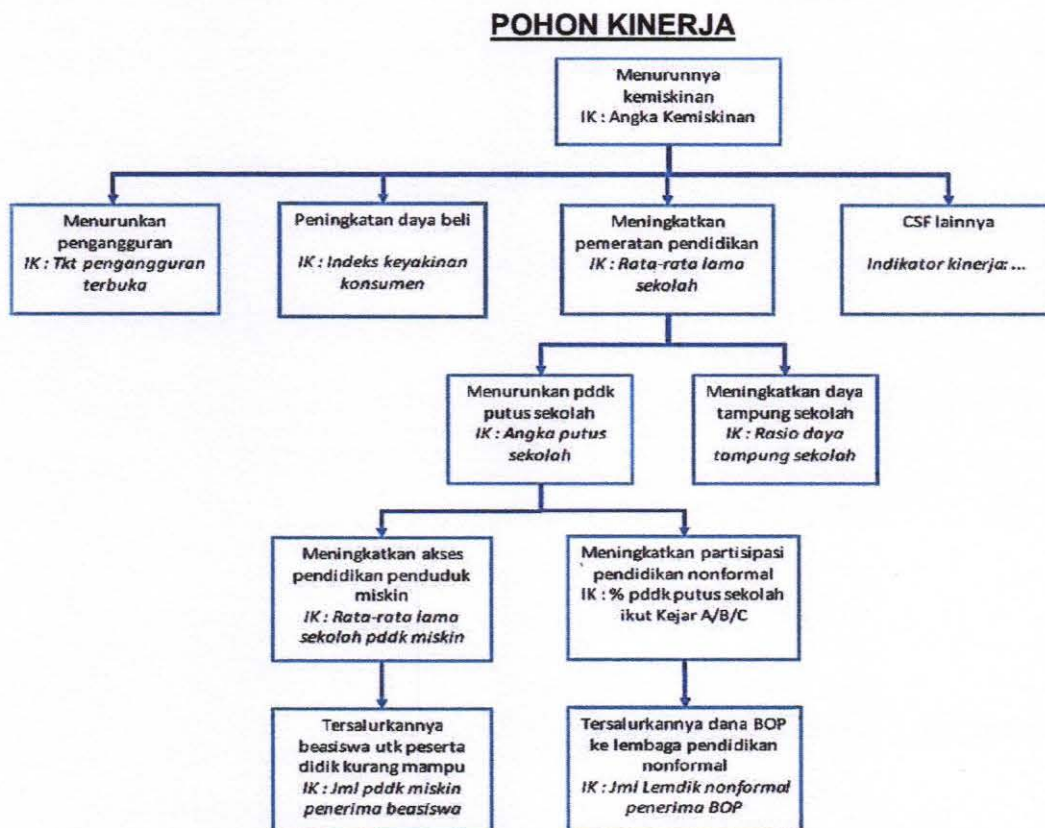 POHON KINERJA
Menurunnya
kemiskinan
IK : Angka Kemiskinan
Menurunkan
pengangguran
IK : Tkt pengangguran
terbuka
Peningkatan daya beli
IK : Indeks keyakinan
konsumen
Meningkatkan
pemeratan pendidikan
IK : Rata-rata lama
sekolah
CSF lainnya
Indikator kinerja: ...
Menurunkan pddk
putus sekolah
IK : Angka putus
sekolah
Meningkatkan daya
tampung sekolah
IK : Rasio daya
tampung sekolah
Meningkatkan akses
pendidikan penduduk
miskin
IK : Rata-rata lama
sekolah pddk miskin
Meningkatkan partisipasi
pendidikan nonformal
IK : % pddk putus sekolah
ikut Kejar A/B/C
Tersalurkannya
beasiswa utk peserta
didik kurang mampu
IK : Jml pddk miskin
penerima beasiswa
Tersalurkannya dana BOP
ke lembaga pendidikan
nonformal
IK : Jml Lemdik nonformal
penerima BOP